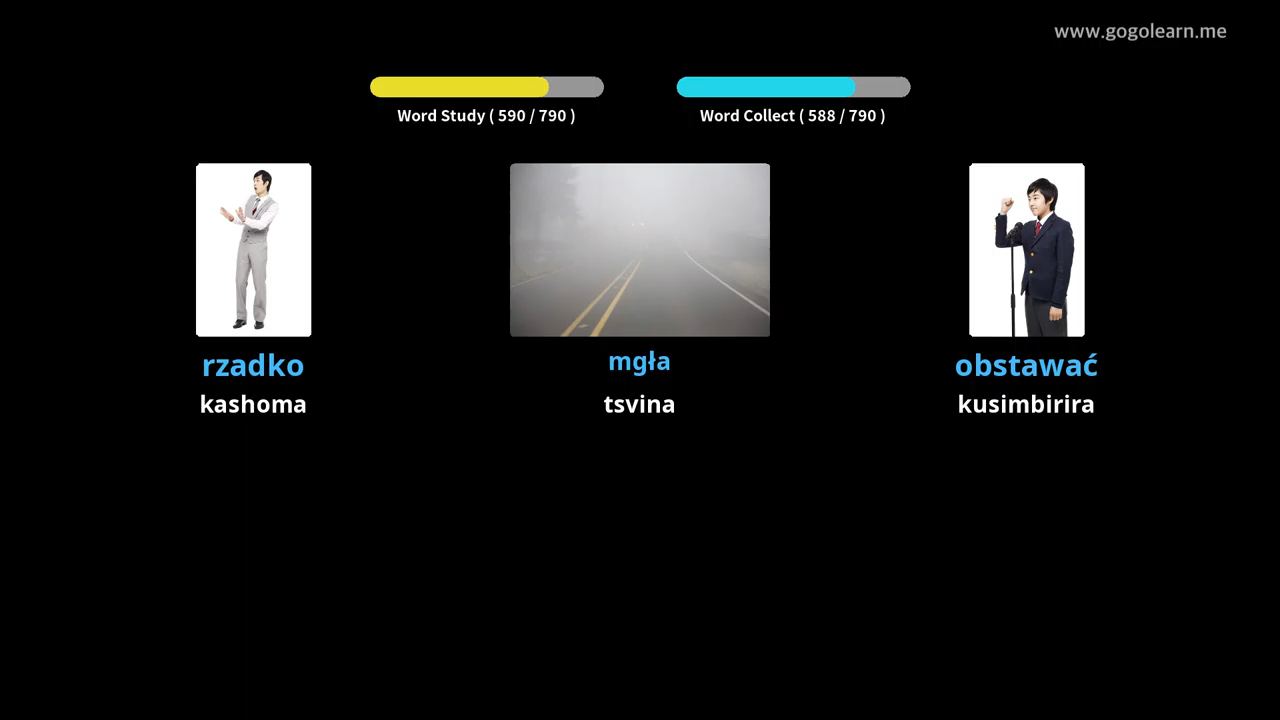 www.gogolearn.me
Word Study ( 590 / 790 )
Word Collect ( 588 / 790 )
rzadko
kashoma
mgła
tsvina
obstawać
kusimbirira